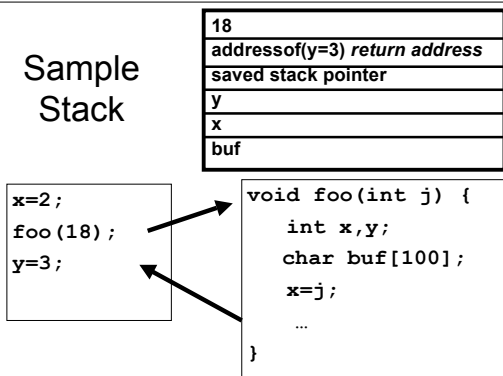 Sample
Stack
18
addressof(y=3) return address
saved stack pointer
y
x
buf
x=2;
foo(18);
y=3;
void foo(int j) {
int x,y;
char buf[100];
x=j;
…
}